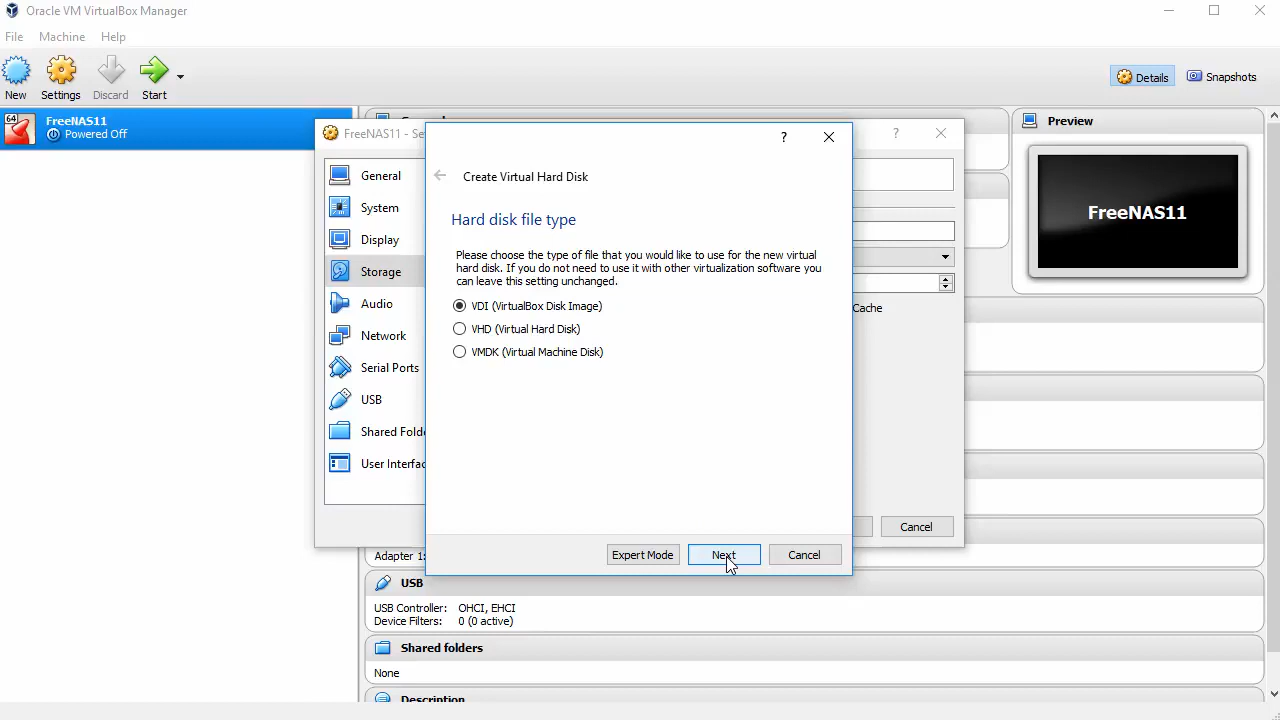 Oracle VM VirtualBox Manager
File Machine Help
New Settings Discard Start
Details Snapshots
64 FreeNAS11
Powered Off
Preview
FreeNAS11
FreeNAS11 - Se
?
General
System
Display
Storage
Audio
Network
Serial Ports
USB
Shared Folde
User Interfac
Cache
Cancel
?
Create Virtual Hard Disk
Hard disk file type
Please choose the type of file that you would like to use for the new virtual
hard disk. If you do not need to use it with other virtualization software you
can leave this setting unchanged.
VDI (VirtualBox Disk Image)
VHD (Virtual Hard Disk)
VMDK (Virtual Machine Disk)
Expert Mode Next Cancel
Adapter 1:
USB
USB Controller: OHCI, EHCI
Device Filters: 0 (0 active)
Shared folders
None
Description